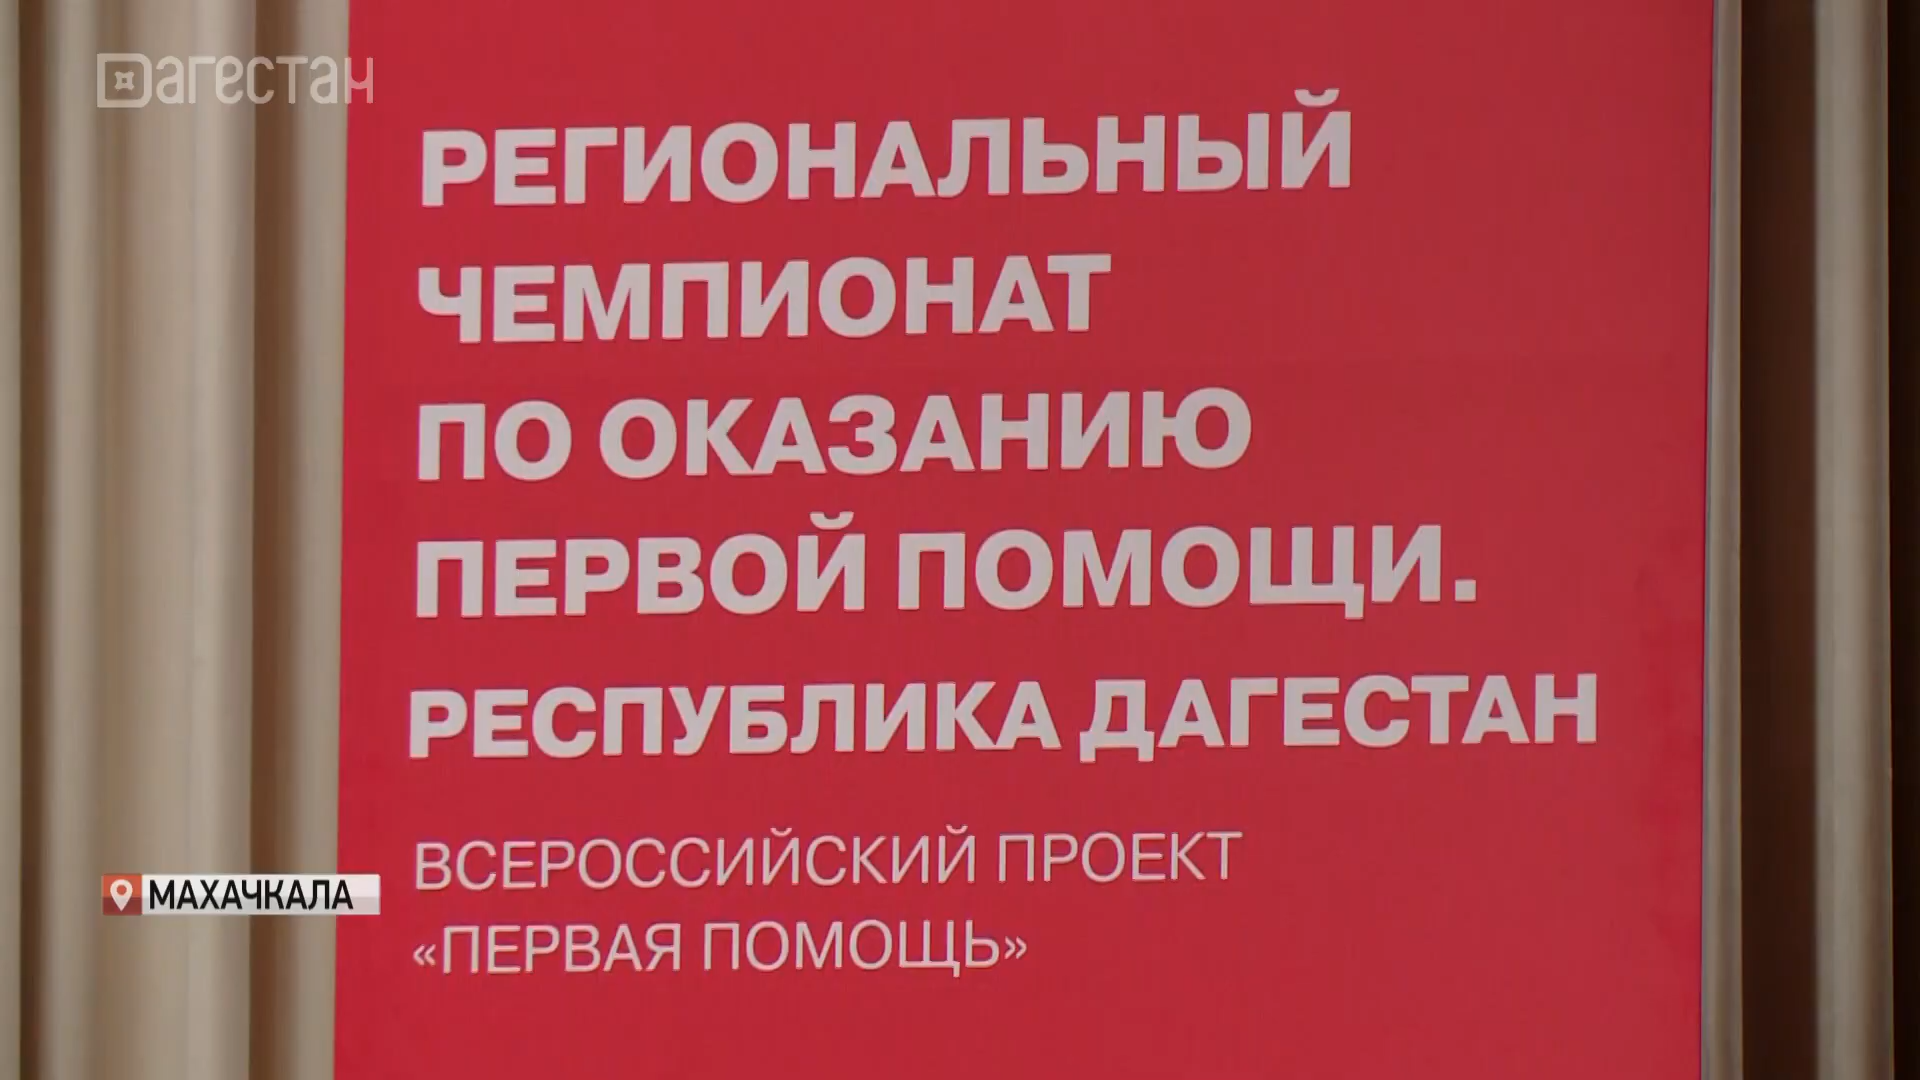 Дагестан
РЕГИОНАЛЬНЫЙ
ЧЕМПИОНАТ
ПО ОКАЗАНИЮ
ПЕРВОЙ ПОМОЩИ.
РЕСПУБЛИКА ДАГЕСТАН
ВСЕРОССИЙСКИЙ ПРОЕКТ
«ПЕРВАЯ ПОМОЩЬ»
МАХАЧКАЛА